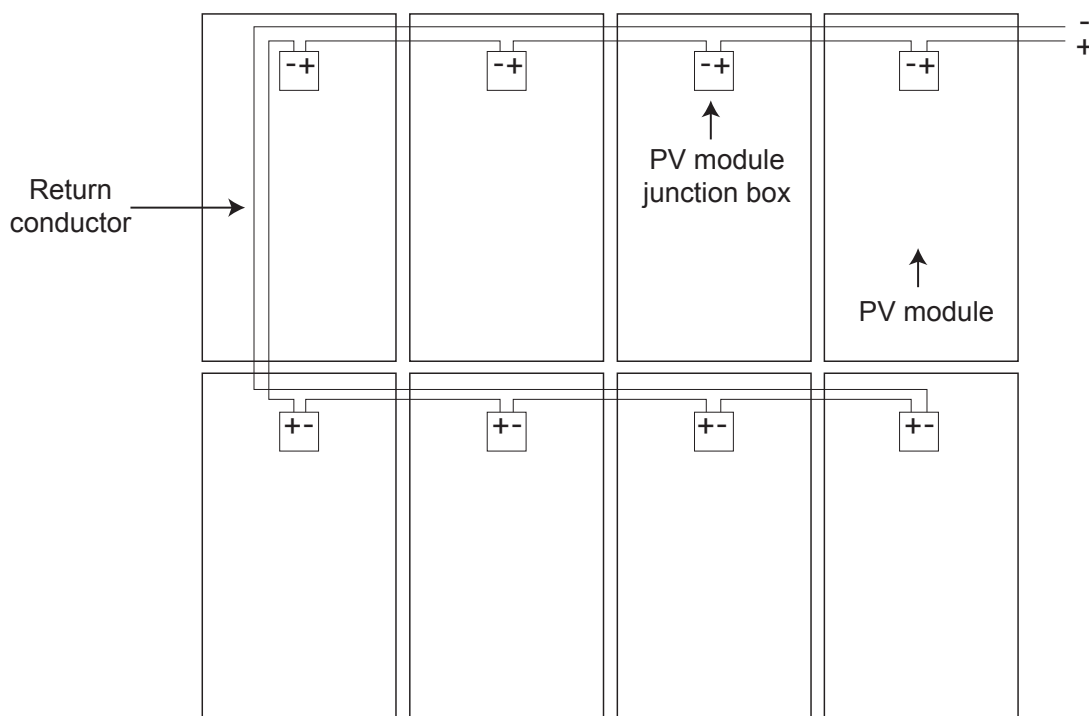 -
+
-+ -+ -+ -+
PV module
junction box
Return
conductor
PV module
+- +- +- +-